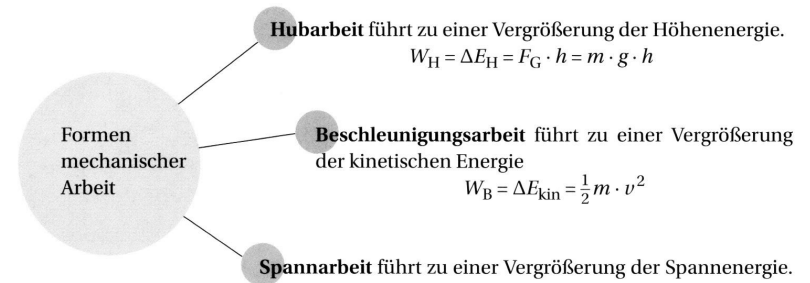 Hubarbeit führt zu einer Vergrößerung der Höhenenergie.
W_H = ΔE_H = F_G · h = m · g · h
Formen
mechanischer
Arbeit
Beschleunigungsarbeit führt zu einer Vergrößerung
der kinetischen Energie
W_B = ΔE_kin = ½ m · v²
Spannarbeit führt zu einer Vergrößerung der Spannenergie.